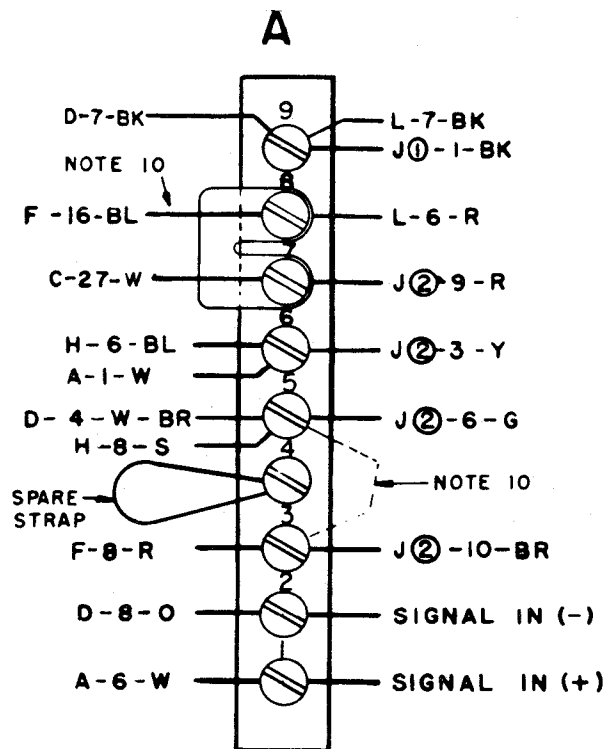 A
9
D-7-BK
L-7-BK
J①-1-BK
NOTE 10
8
F-16-BL
L-6-R
7
C-27-W
J②-9-R
6
H-6-BL
J②-3-Y
A-1-W
5
D-4-W-BR
J②-6-G
H-8-S
4
SPARE
STRAP
NOTE 10
3
F-8-R
J②-10-BR
2
D-8-O
SIGNAL IN (-)
1
A-6-W
SIGNAL IN (+)